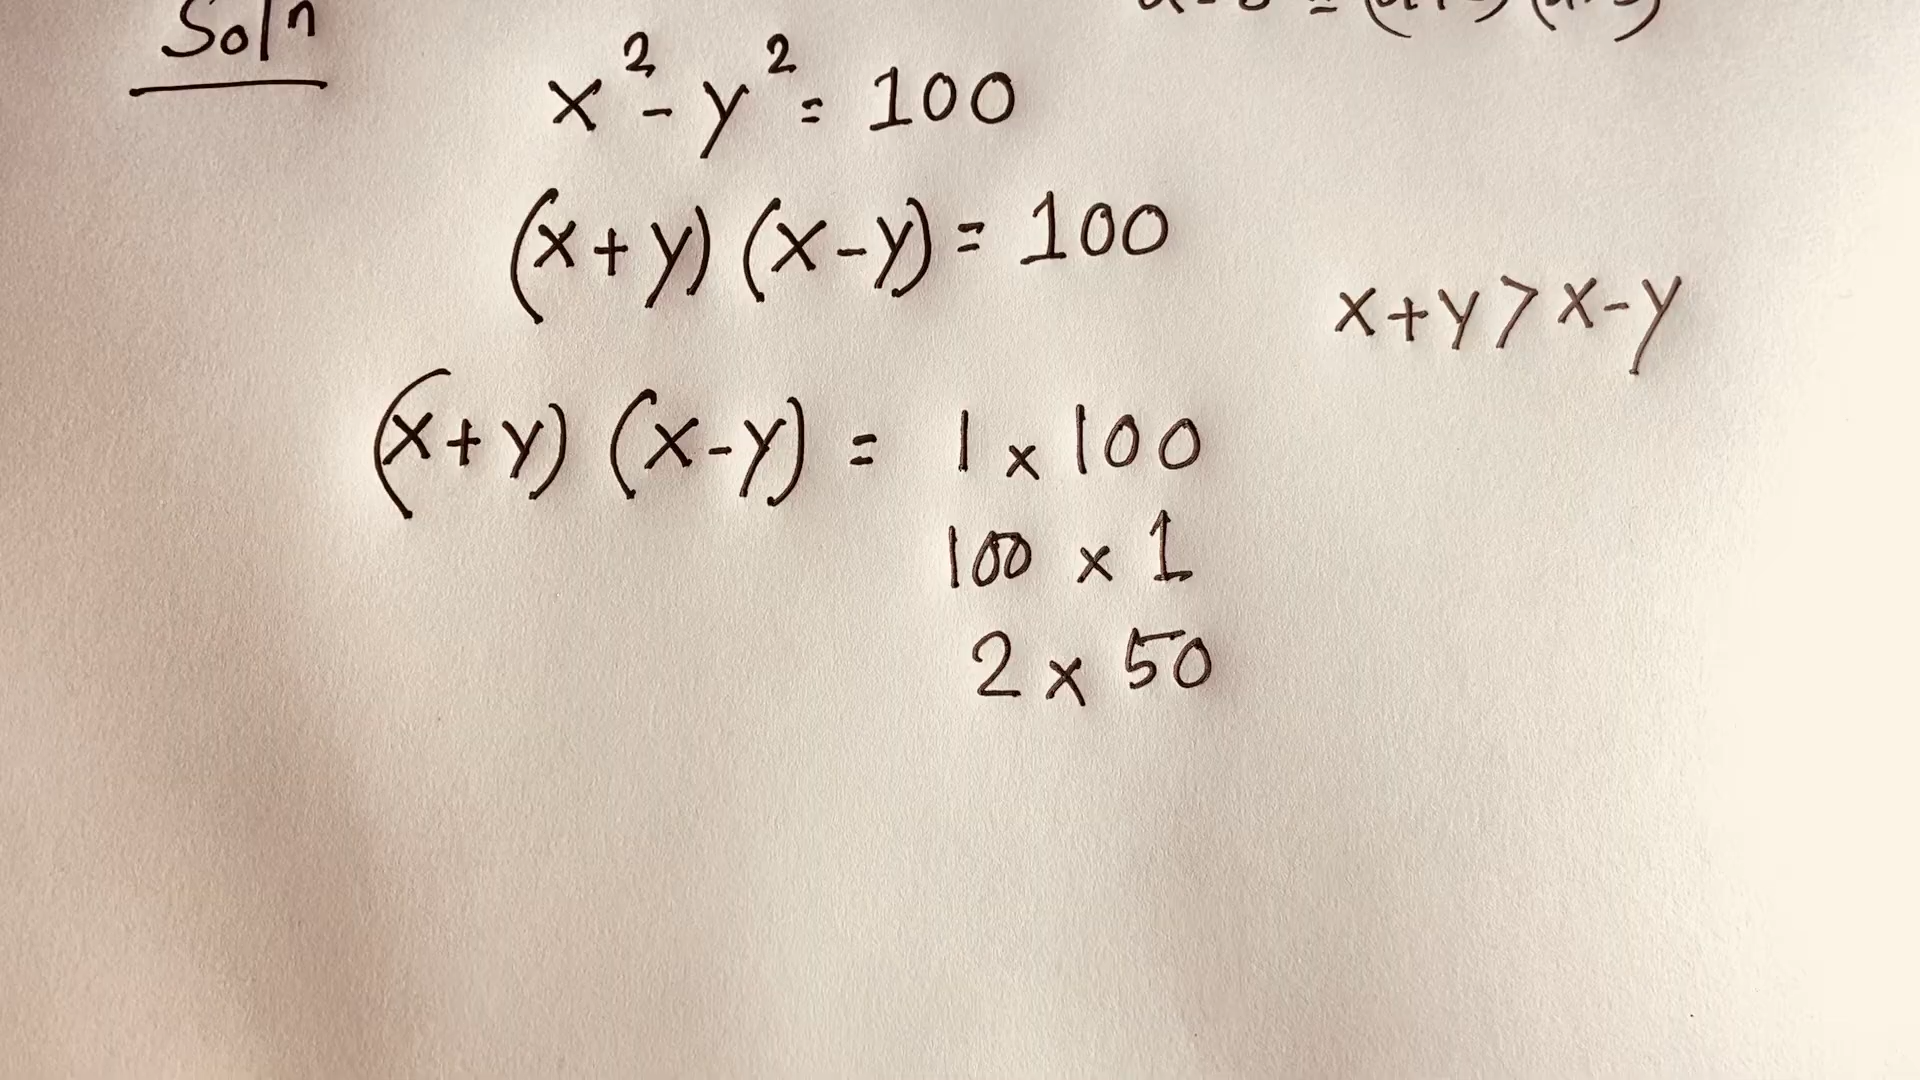 Soln
x² - y² = 100
(x+y) (x-y) = 100
x+y > x-y
(x+y) (x-y) = 1 x 100
100 x 1
2 x 50